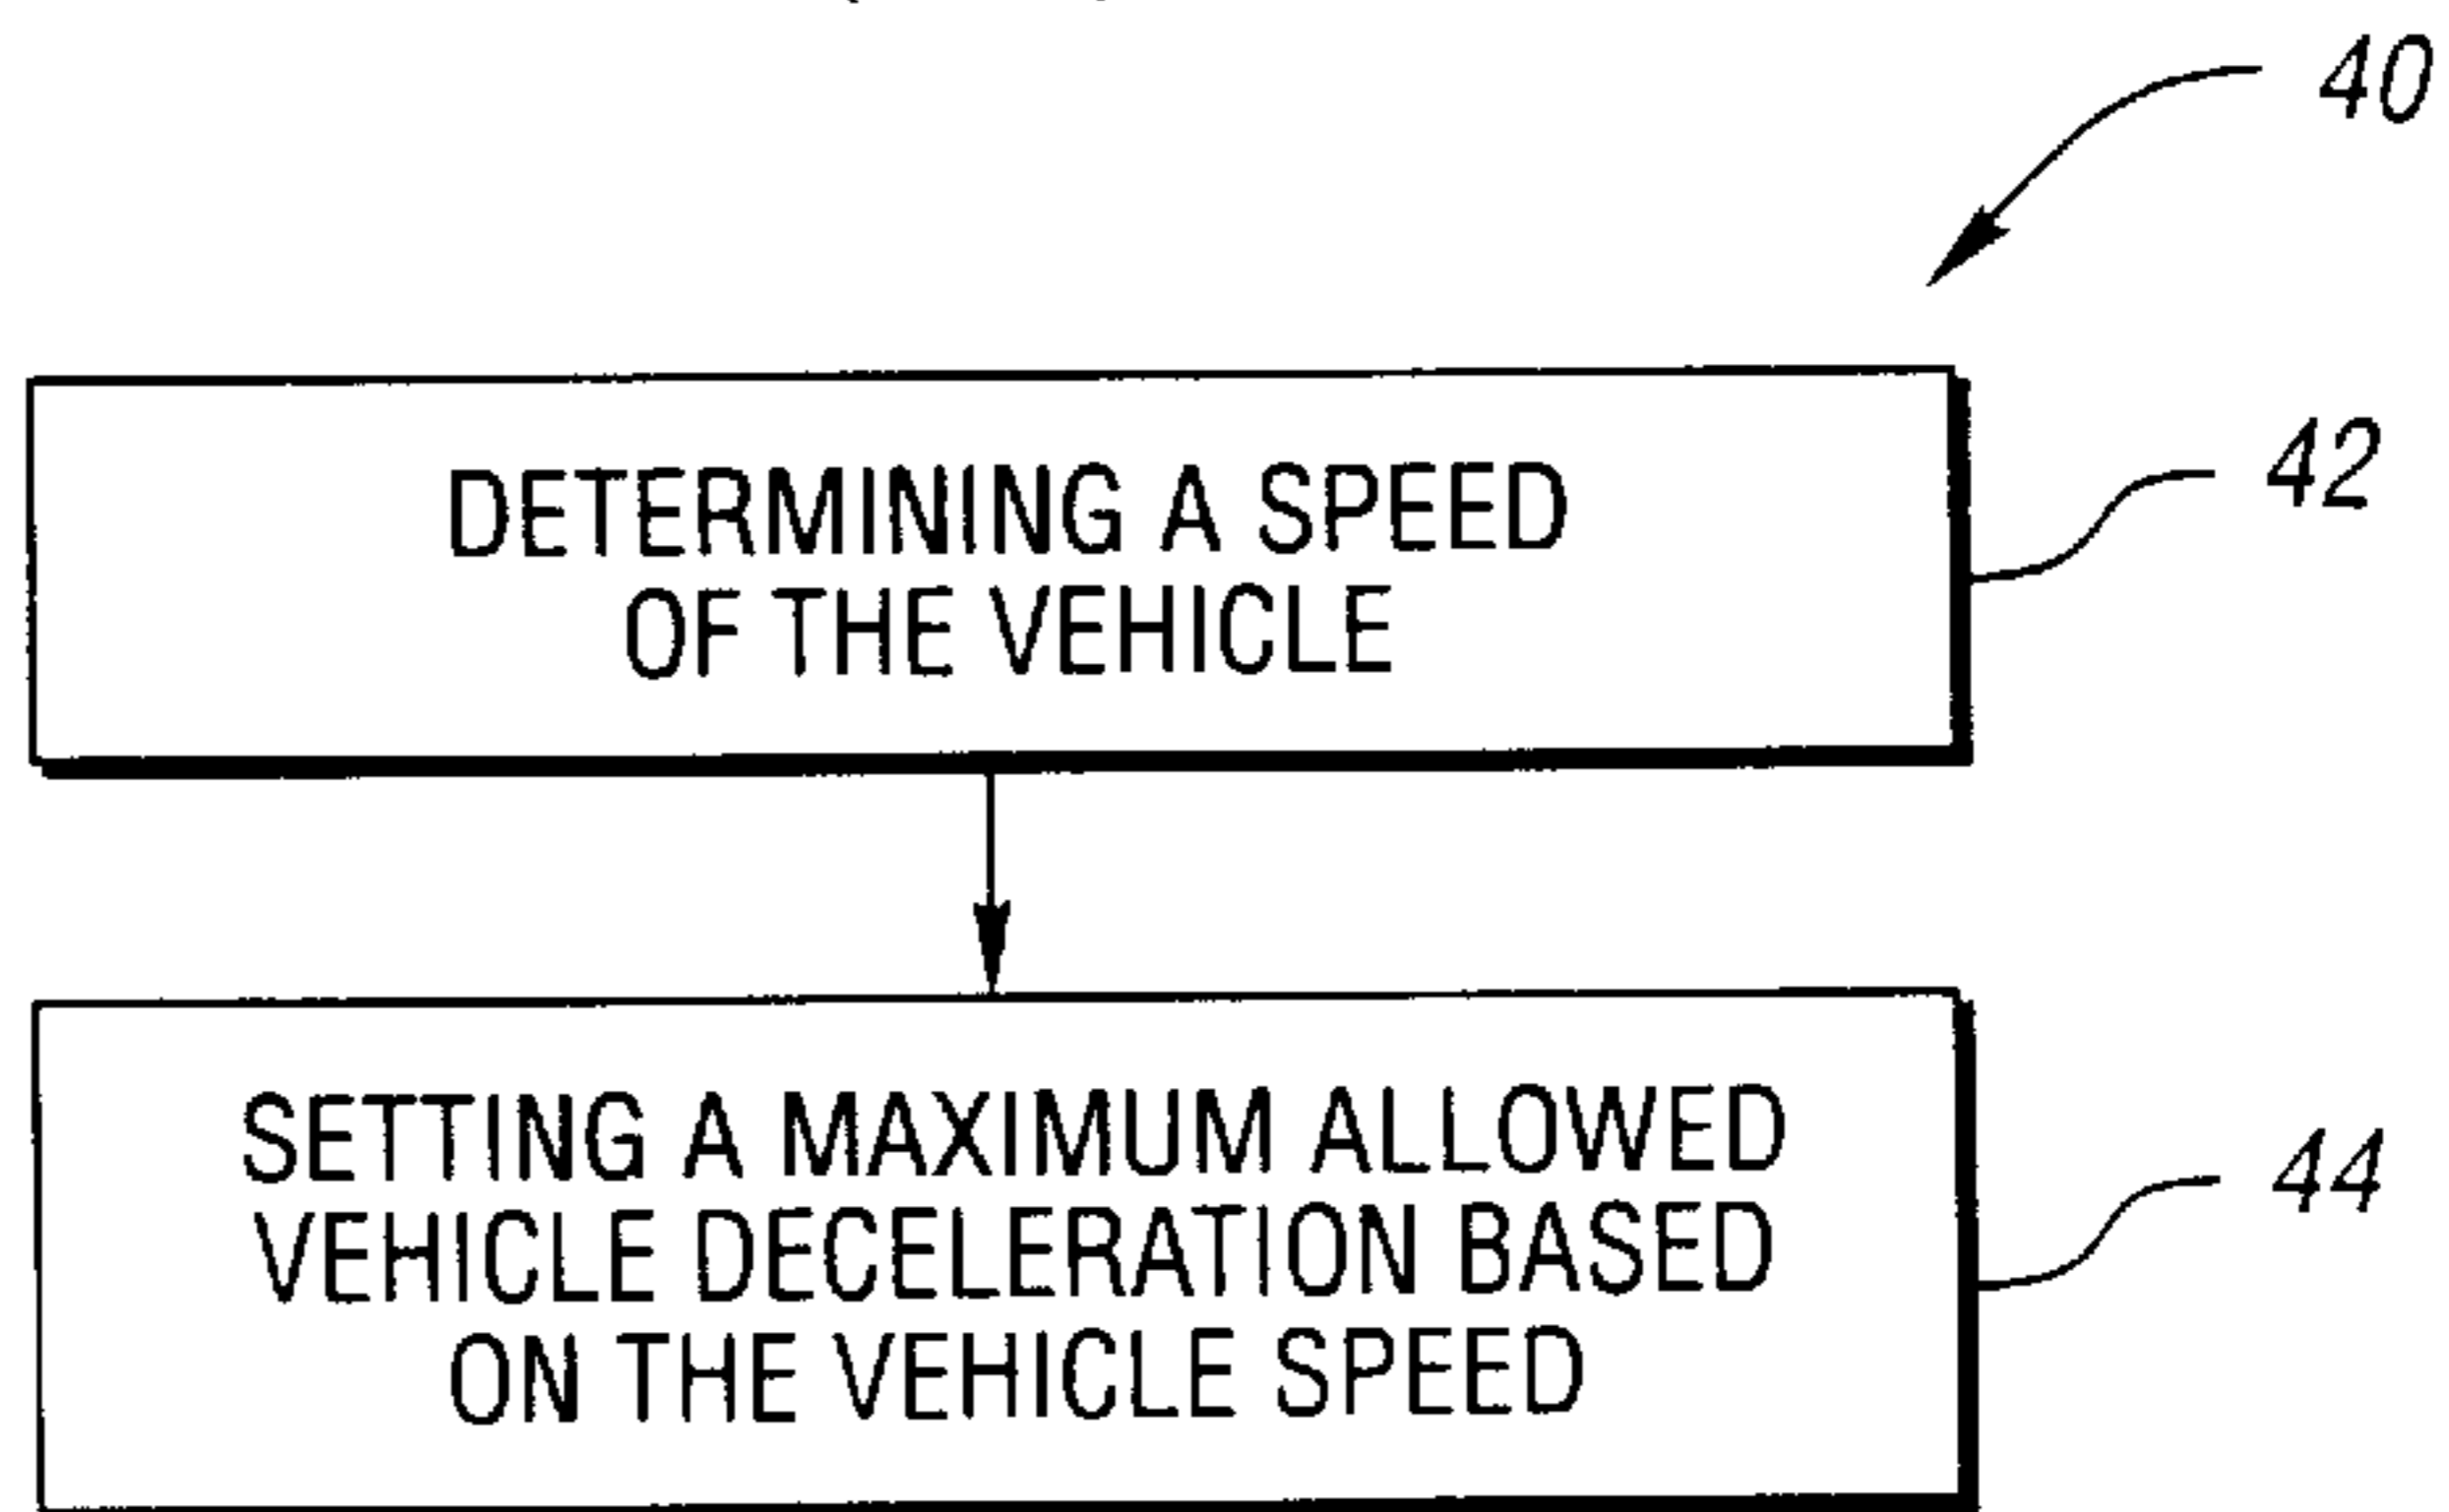 40
DETERMINING A SPEED
OF THE VEHICLE
42
SETTING A MAXIMUM ALLOWED
VEHICLE DECELERATION BASED
ON THE VEHICLE SPEED
44